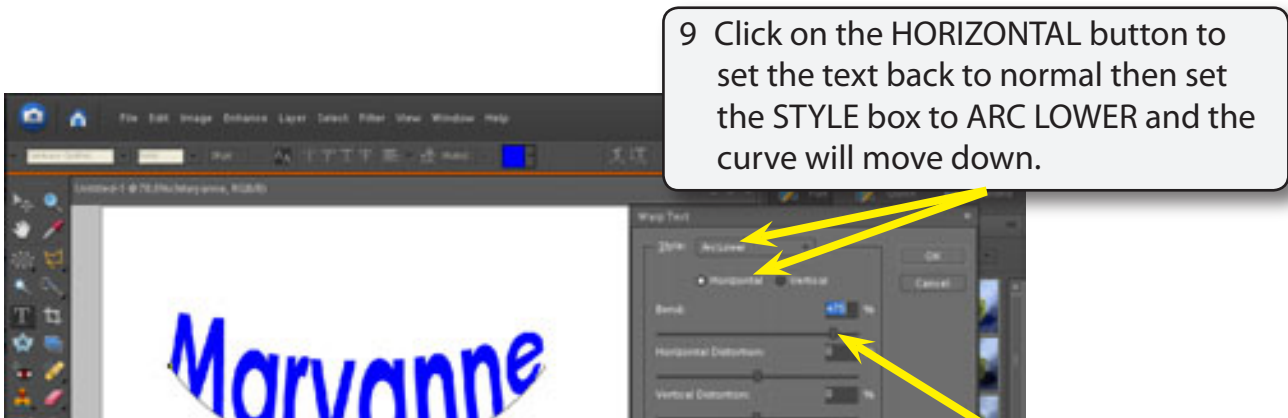 9 Click on the HORIZONTAL button to
set the text back to normal then set
the STYLE box to ARC LOWER and the
curve will move down.
File Edit Image Enhance Layer Select Filter View Window Help
Warp Text
Style: Arc Lower
OK
Horizontal Vertical
Cancel
Bend: +75 %
Horizontal Distortion:
Vertical Distortion: %
Maryanne